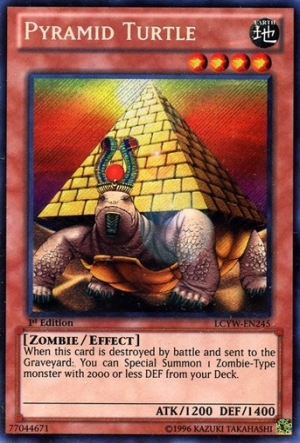 PYRAMID TURTLE
EARTH
地
1st Edition
LCYW-EN245
[ZOMBIE / EFFECT]
When this card is destroyed by battle and sent to the
Graveyard: You can Special Summon 1 Zombie-Type
monster with 2000 or less DEF from your Deck.
ATK/1200 DEF/1400
77044671
©1996 KAZUKI TAKAHASHI